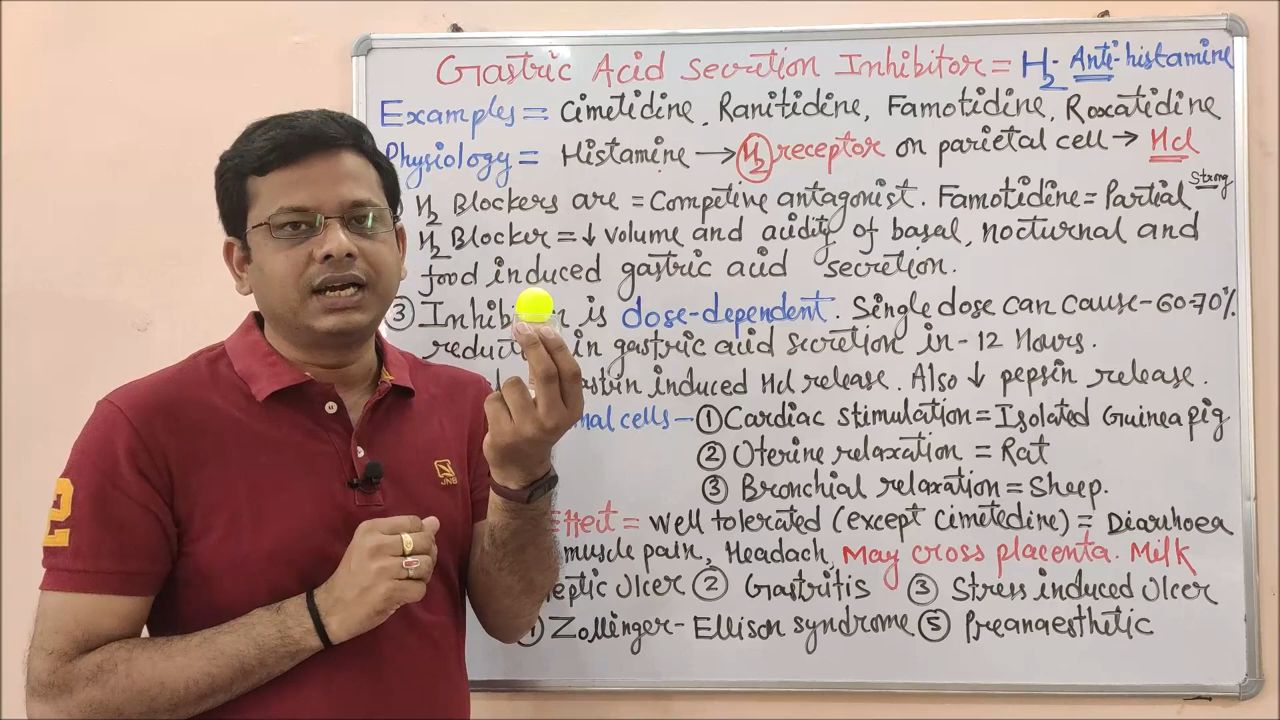 Gastric Acid secretion Inhibitor = H2-Anti-histamine
Examples = Cimetidine, Ranitidine, Famotidine, Roxatidine
Physiology = Histamine → H2 receptor on parietal cell → Hcl
H2 Blockers are = Competive antagonist. Famotidine = Partial Strong
H2 Blocker = ↓ volume and acidity of basal, nocturnal and
food induced gastric acid secretion.
③ Inhib n is dose-dependent. Single dose can cause - 60-70%
reduc in gastric acid secretion in - 12 Hours.
induced Hcl release. Also ↓ pepsin release.
cells - ① Cardiac stimulation = Isolated Guinea pig
② Uterine relaxation = Rat
③ Bronchial relaxation = Sheep.
Effect = well tolerated (except Cimetedine) = Diarrhoea
muscle pain, Headach, May cross placenta. Milk
eptic Ulcer ② Gastritis ③ Stress induced Ulcer
Zollinger-Ellison syndrome ⑤ Preanaesthetic
2
JNB